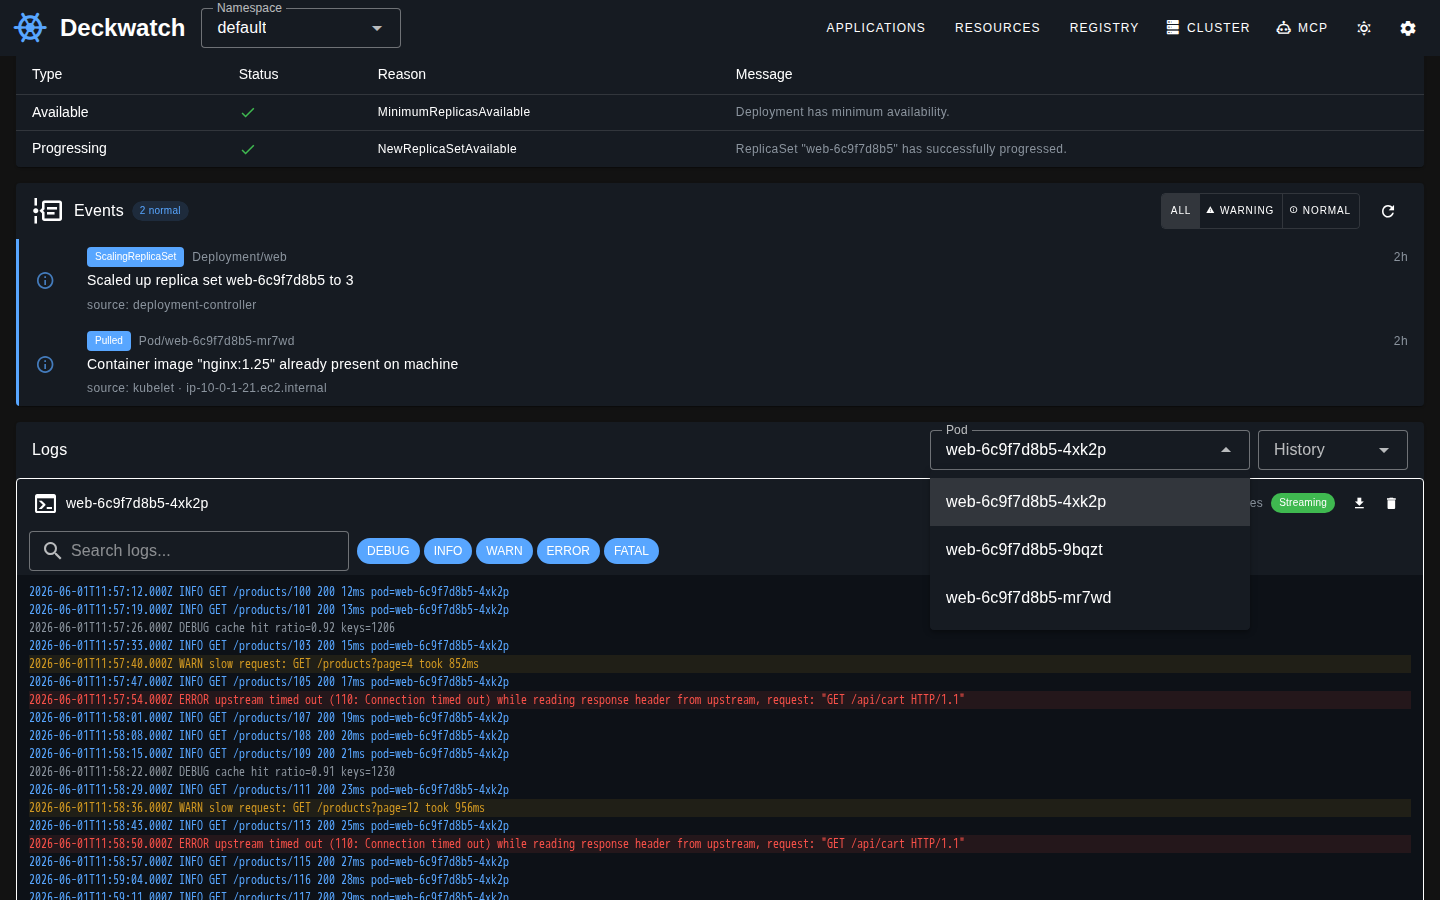 Deckwatch
Namespace
default
APPLICATIONS
RESOURCES
REGISTRY
CLUSTER
MCP
Type Status Reason Message
Available MinimumReplicasAvailable Deployment has minimum availability.
Progressing NewReplicaSetAvailable ReplicaSet "web-6c9f7d8b5" has successfully progressed.
Events 2 normal
ALL WARNING NORMAL
ScalingReplicaSet Deployment/web 2h
Scaled up replica set web-6c9f7d8b5 to 3
source: deployment-controller
Pulled Pod/web-6c9f7d8b5-mr7wd 2h
Container image "nginx:1.25" already present on machine
source: kubelet · ip-10-0-1-21.ec2.internal
Logs
Pod
web-6c9f7d8b5-4xk2p
History
web-6c9f7d8b5-4xk2p
web-6c9f7d8b5-9bqzt
web-6c9f7d8b5-mr7wd
web-6c9f7d8b5-4xk2p
es Streaming
Search logs...
DEBUG INFO WARN ERROR FATAL
2026-06-01T11:57:12.000Z INFO GET /products/100 200 12ms pod=web-6c9f7d8b5-4xk2p
2026-06-01T11:57:19.000Z INFO GET /products/101 200 13ms pod=web-6c9f7d8b5-4xk2p
2026-06-01T11:57:26.000Z DEBUG cache hit ratio=0.92 keys=1206
2026-06-01T11:57:33.000Z INFO GET /products/103 200 15ms pod=web-6c9f7d8b5-4xk2p
2026-06-01T11:57:40.000Z WARN slow request: GET /products?page=4 took 852ms
2026-06-01T11:57:47.000Z INFO GET /products/105 200 17ms pod=web-6c9f7d8b5-4xk2p
2026-06-01T11:57:54.000Z ERROR upstream timed out (110: Connection timed out) while reading response header from upstream, request: "GET /api/cart HTTP/1.1"
2026-06-01T11:58:01.000Z INFO GET /products/107 200 19ms pod=web-6c9f7d8b5-4xk2p
2026-06-01T11:58:08.000Z INFO GET /products/108 200 20ms pod=web-6c9f7d8b5-4xk2p
2026-06-01T11:58:15.000Z INFO GET /products/109 200 21ms pod=web-6c9f7d8b5-4xk2p
2026-06-01T11:58:22.000Z DEBUG cache hit ratio=0.91 keys=1230
2026-06-01T11:58:29.000Z INFO GET /products/111 200 23ms pod=web-6c9f7d8b5-4xk2p
2026-06-01T11:58:36.000Z WARN slow request: GET /products?page=12 took 956ms
2026-06-01T11:58:43.000Z INFO GET /products/113 200 25ms pod=web-6c9f7d8b5-4xk2p
2026-06-01T11:58:50.000Z ERROR upstream timed out (110: Connection timed out) while reading response header from upstream, request: "GET /api/cart HTTP/1.1"
2026-06-01T11:58:57.000Z INFO GET /products/115 200 27ms pod=web-6c9f7d8b5-4xk2p
2026-06-01T11:59:04.000Z INFO GET /products/116 200 28ms pod=web-6c9f7d8b5-4xk2p
2026-06-01T11:59:11.000Z INFO GET /products/117 200 29ms pod=web-6c9f7d8b5-4xk2p